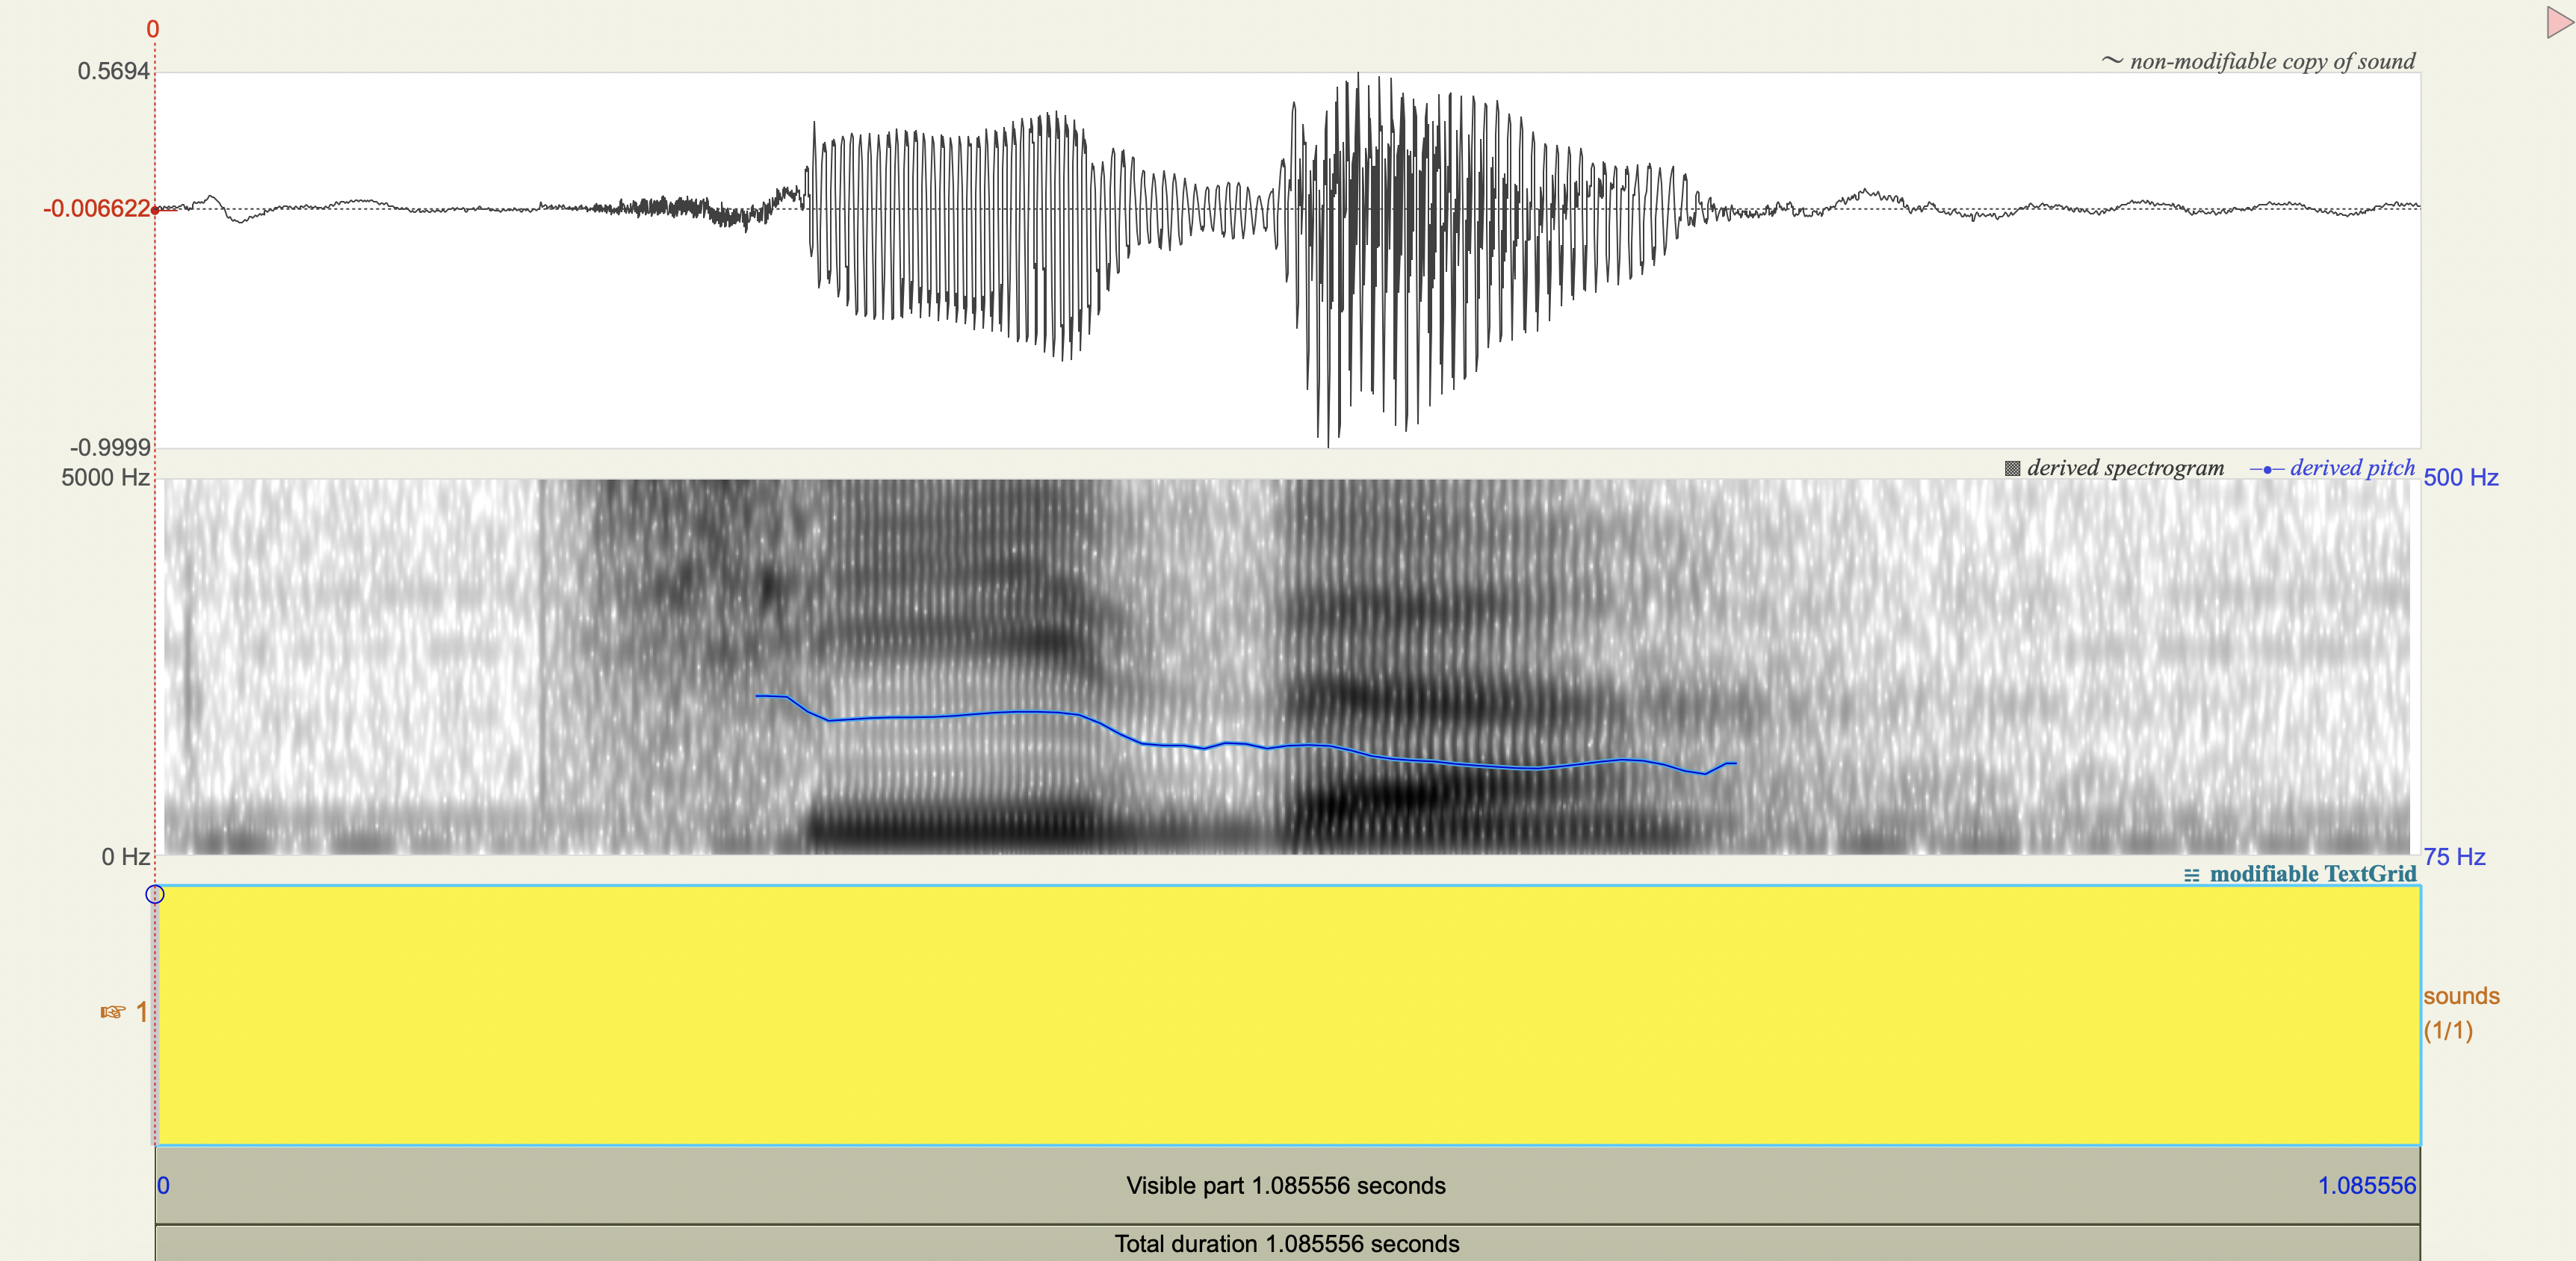 0
0.5694
~ non-modifiable copy of sound
-0.006622
-0.9999
5000 Hz
derived spectrogram derived pitch
500 Hz
0 Hz
75 Hz
modifiable TextGrid
☞ 1
sounds
(1/1)
0 Visible part 1.085556 seconds 1.085556
Total duration 1.085556 seconds